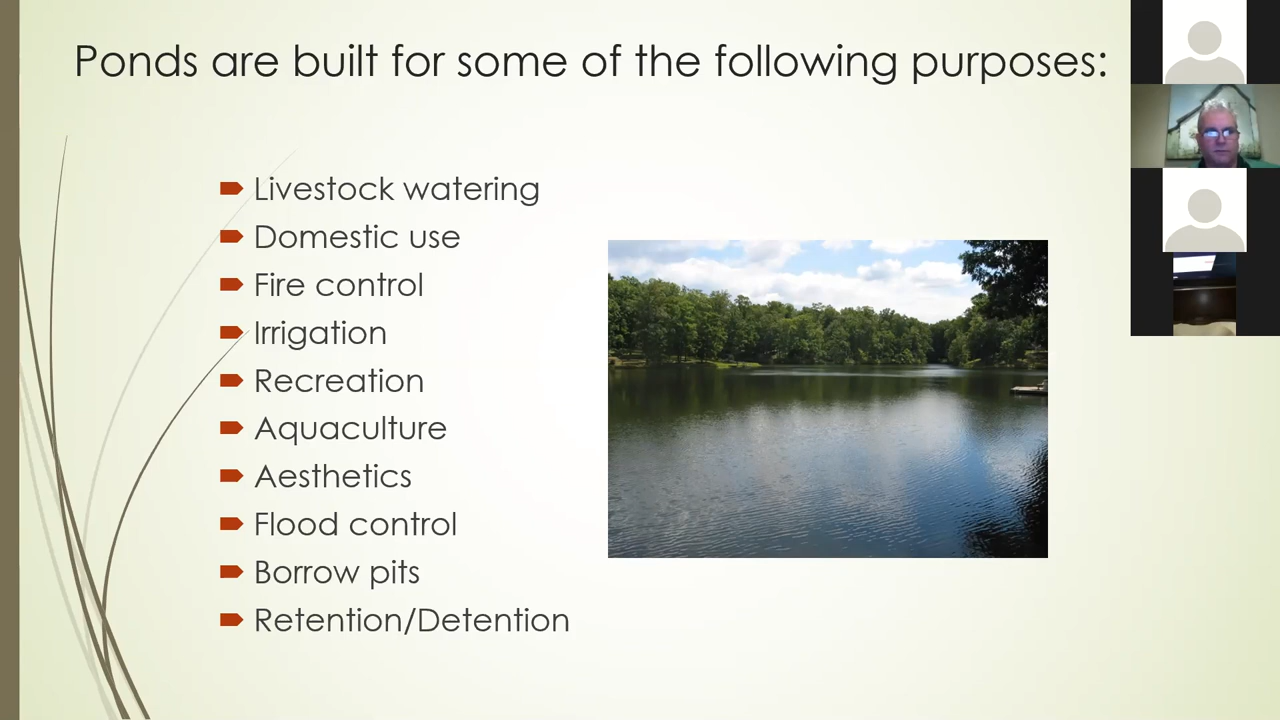 Ponds are built for some of the following purposes:
Livestock watering
Domestic use
Fire control
Irrigation
Recreation
Aquaculture
Aesthetics
Flood control
Borrow pits
Retention/Detention